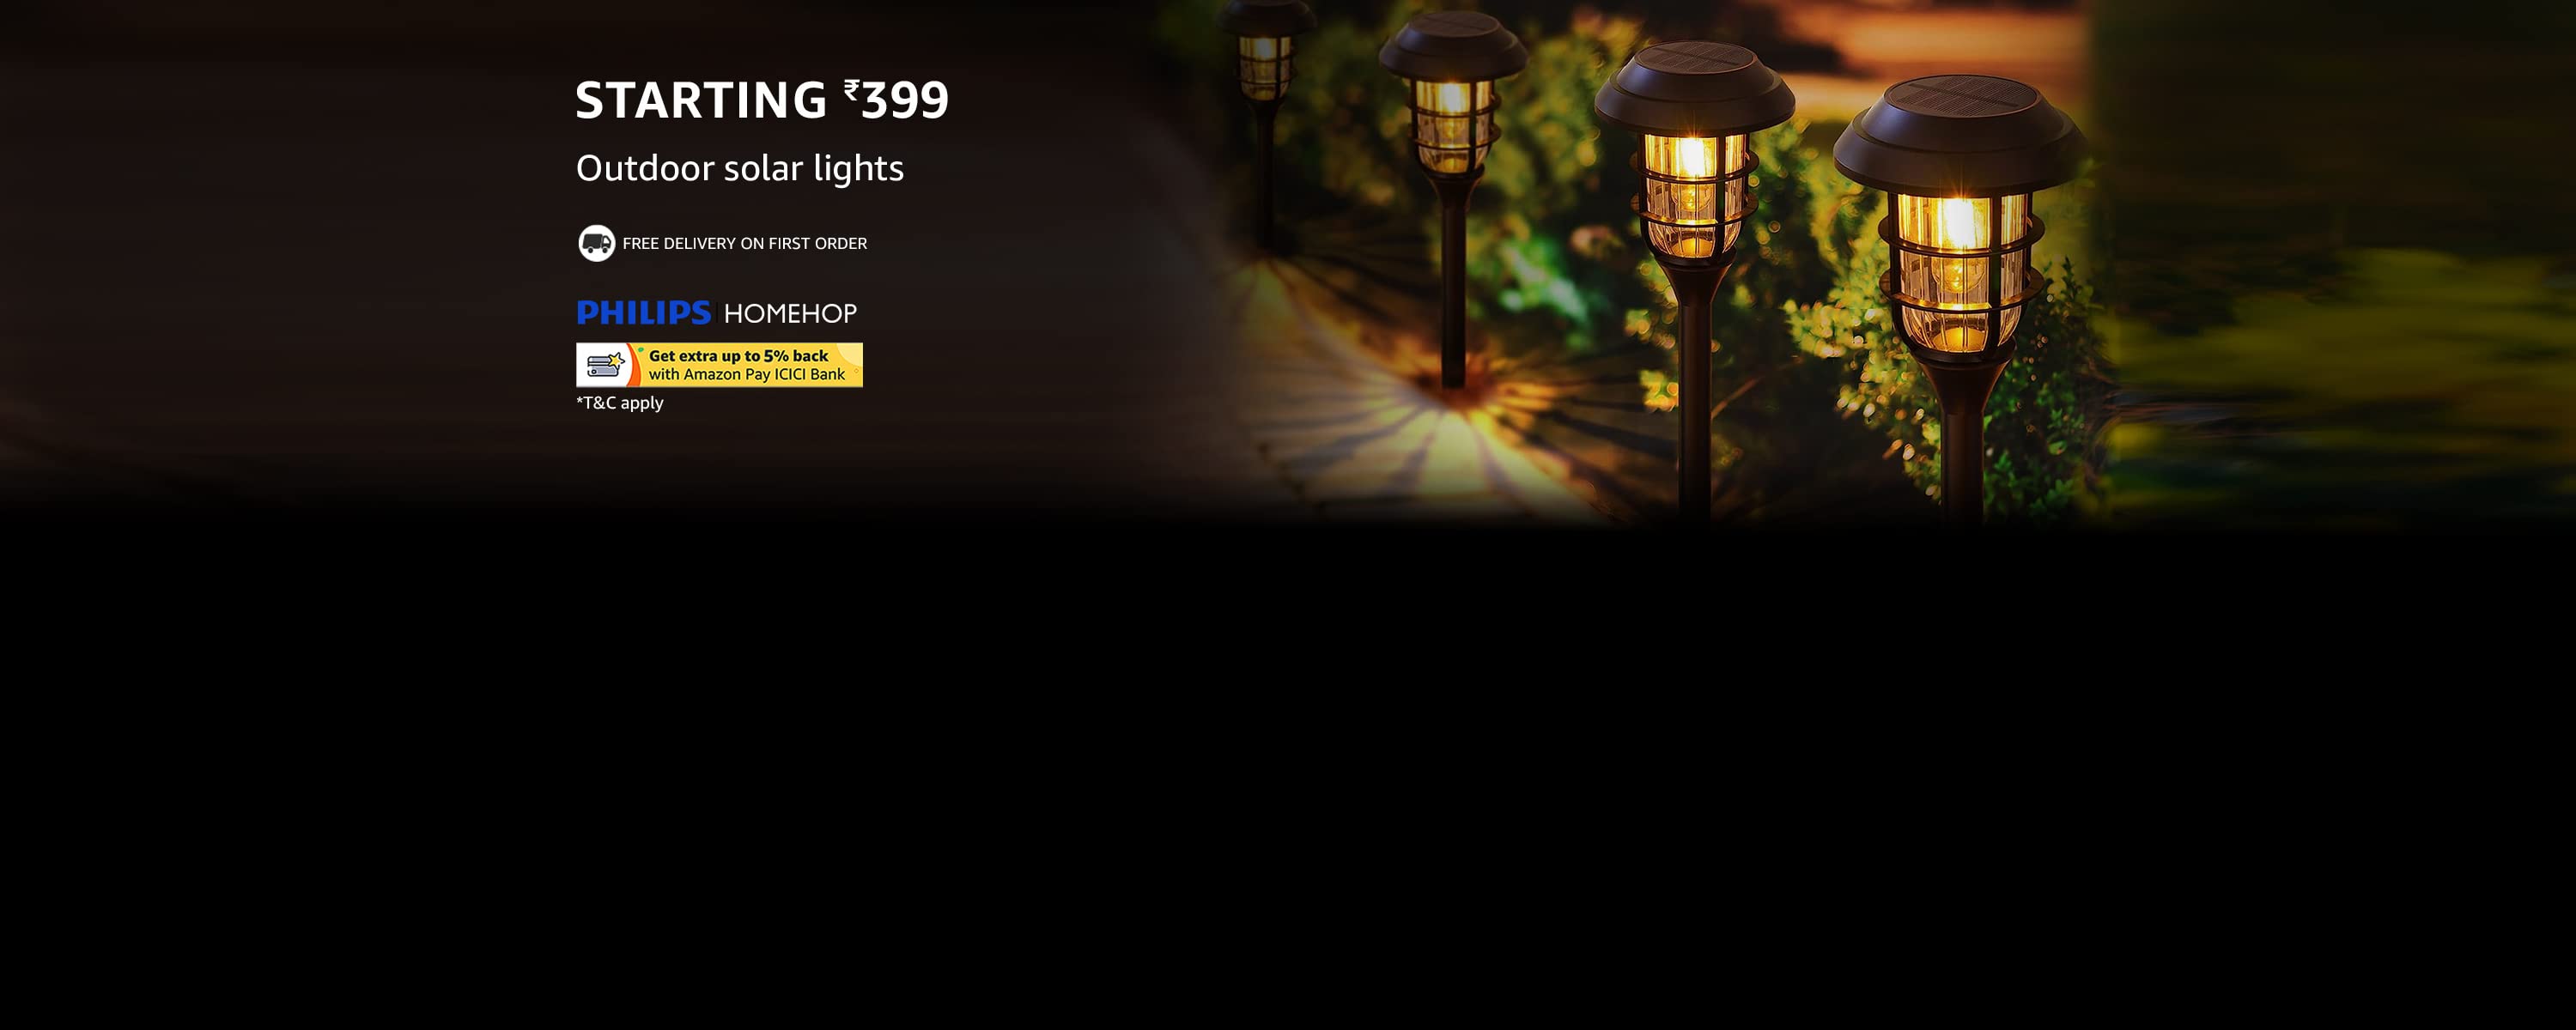 STARTING ₹399
Outdoor solar lights
FREE DELIVERY ON FIRST ORDER
PHILIPS | HOMEHOP
Get extra up to 5% back
with Amazon Pay ICICI Bank
*T&C apply